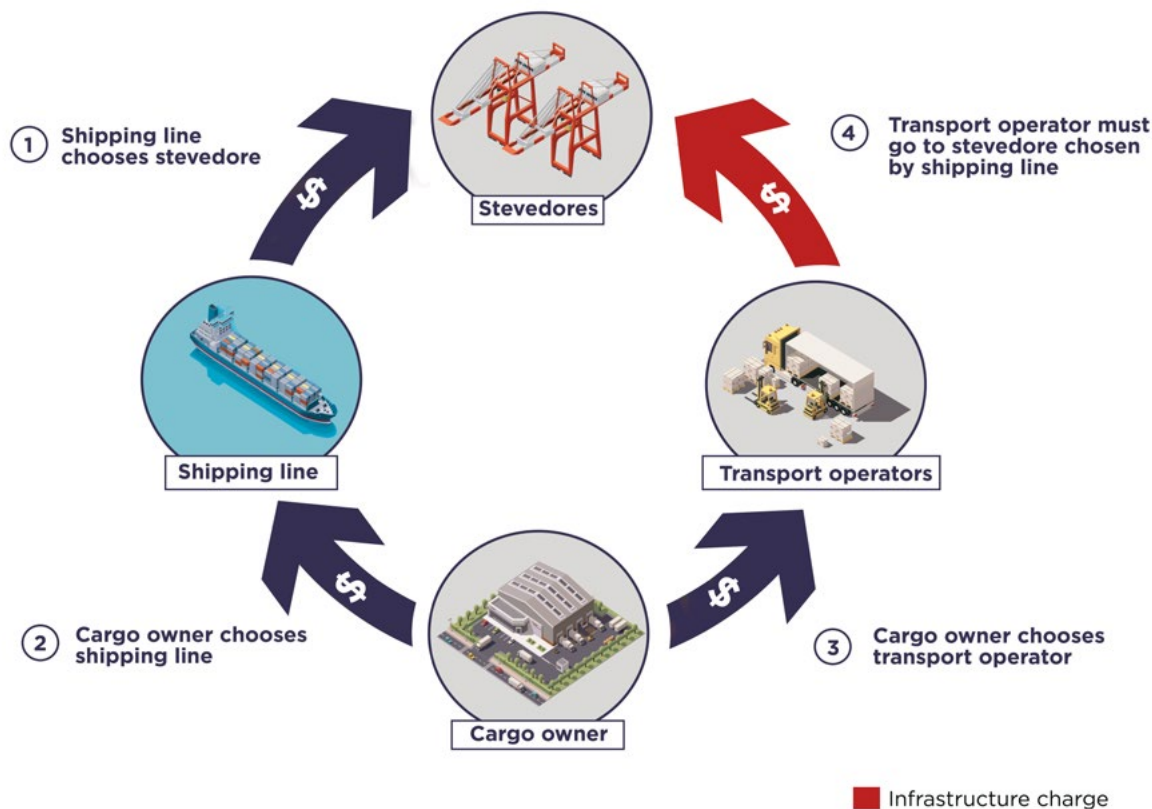 1
Shipping line
chooses stevedore
$
Stevedores
$
4
Transport operator must
go to stevedore chosen
by shipping line
Shipping line
Transport operators
2
Cargo owner chooses
shipping line
$
$
3
Cargo owner chooses
transport operator
Cargo owner
Infrastructure charge